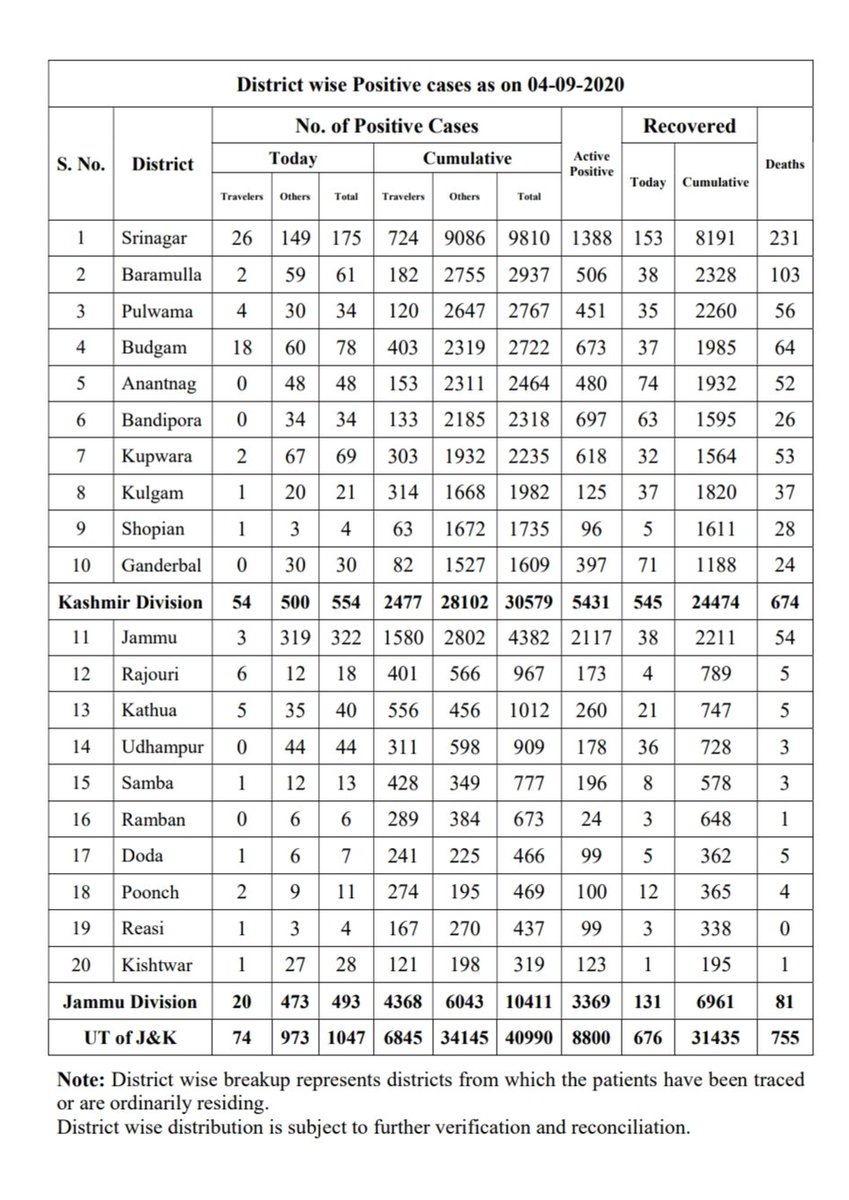 District wise Positive cases as on 04-09-2020
S. No. District No. of Positive Cases Active Positive Recovered Deaths
Today Cumulative Today Cumulative
Travelers Others Total Travelers Others Total
1 Srinagar 26 149 175 724 9086 9810 1388 153 8191 231
2 Baramulla 2 59 61 182 2755 2937 506 38 2328 103
3 Pulwama 4 30 34 120 2647 2767 451 35 2260 56
4 Budgam 18 60 78 403 2319 2722 673 37 1985 64
5 Anantnag 0 48 48 153 2311 2464 480 74 1932 52
6 Bandipora 0 34 34 133 2185 2318 697 63 1595 26
7 Kupwara 2 67 69 303 1932 2235 618 32 1564 53
8 Kulgam 1 20 21 314 1668 1982 125 37 1820 37
9 Shopian 1 3 4 63 1672 1735 96 5 1611 28
10 Ganderbal 0 30 30 82 1527 1609 397 71 1188 24
Kashmir Division 54 500 554 2477 28102 30579 5431 545 24474 674
11 Jammu 3 319 322 1580 2802 4382 2117 38 2211 54
12 Rajouri 6 12 18 401 566 967 173 4 789 5
13 Kathua 5 35 40 556 456 1012 260 21 747 5
14 Udhampur 0 44 44 311 598 909 178 36 728 3
15 Samba 1 12 13 428 349 777 196 8 578 3
16 Ramban 0 6 6 289 384 673 24 3 648 1
17 Doda 1 6 7 241 225 466 99 5 362 5
18 Poonch 2 9 11 274 195 469 100 12 365 4
19 Reasi 1 3 4 167 270 437 99 3 338 0
20 Kishtwar 1 27 28 121 198 319 123 1 195 1
Jammu Division 20 473 493 4368 6043 10411 3369 131 6961 81
UT of J&K 74 973 1047 6845 34145 40990 8800 676 31435 755
Note: District wise breakup represents districts from which the patients have been traced
or are ordinarily residing.
District wise distribution is subject to further verification and reconciliation.